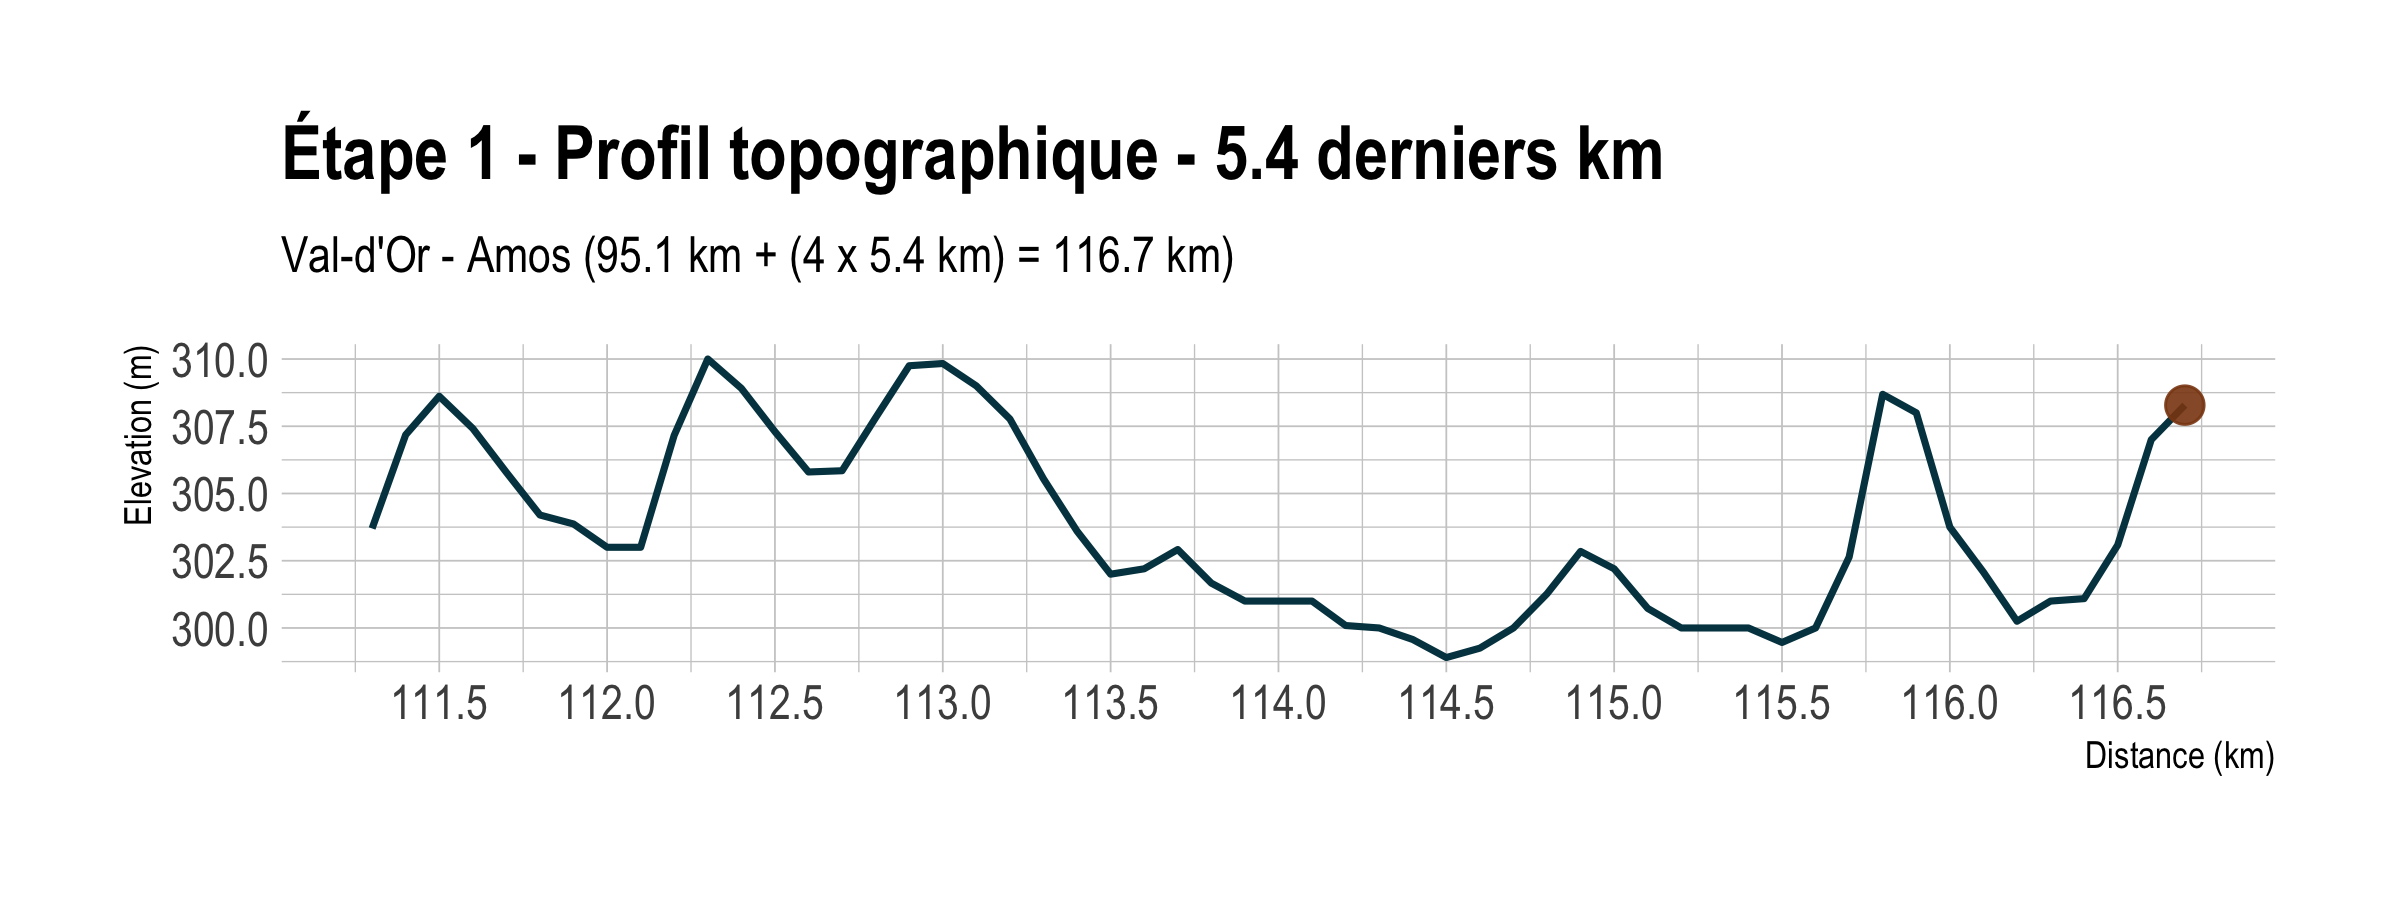 Étape 1 - Profil topographique - 5.4 derniers km
Val-d'Or - Amos (95.1 km + (4 x 5.4 km) = 116.7 km)
Elevation (m)
310.0
307.5
305.0
302.5
300.0
111.5 112.0 112.5 113.0 113.5 114.0 114.5 115.0 115.5 116.0 116.5
Distance (km)